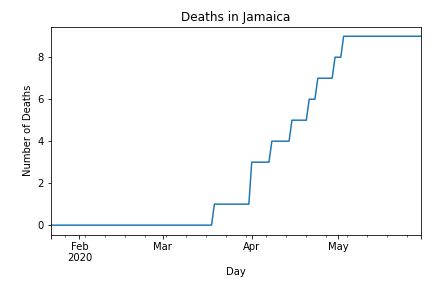 Deaths in Jamaica
Number of Deaths
8
6
4
2
0
Feb
2020
Mar
Apr
May
Day